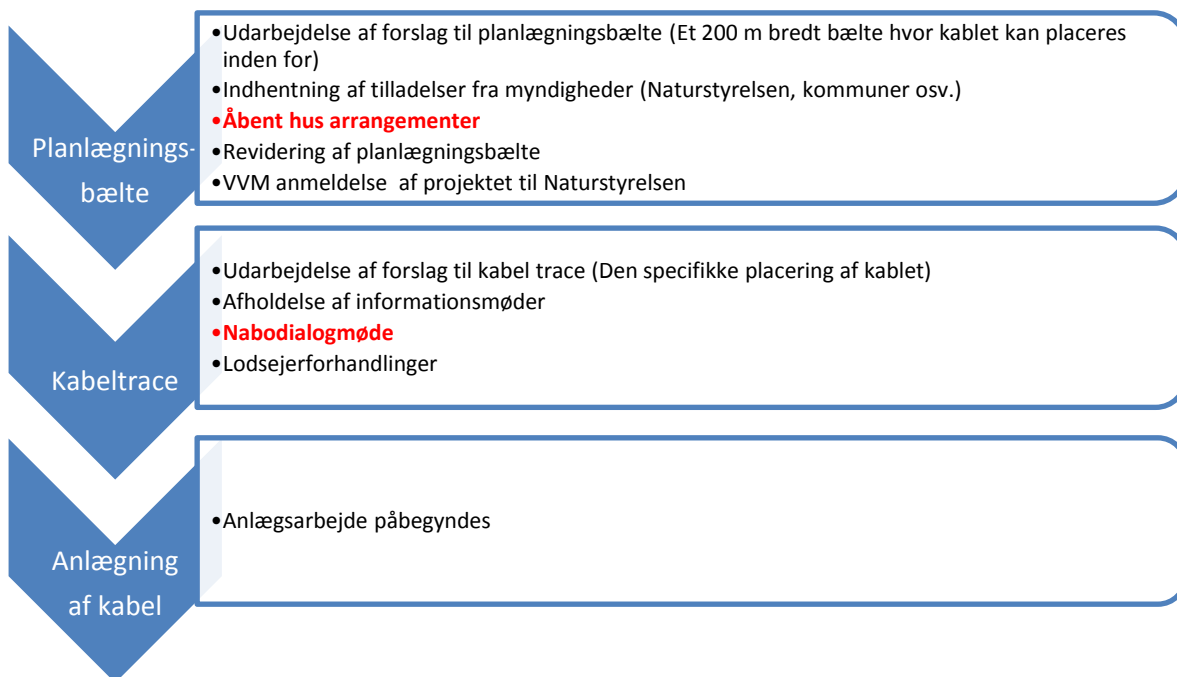 Planlægnings-
bælte
•Udarbejdelse af forslag til planlægningsbælte (Et 200 m bredt bælte hvor kablet kan placeres
inden for)
•Indhentning af tilladelser fra myndigheder (Naturstyrelsen, kommuner osv.)
•Åbent hus arrangementer
•Revidering af planlægningsbælte
•VVM anmeldelse af projektet til Naturstyrelsen
Kabeltrace
•Udarbejdelse af forslag til kabel trace (Den specifikke placering af kablet)
•Afholdelse af informationsmøder
•Nabodialogmøde
•Lodsejerforhandlinger
Anlægning
af kabel
•Anlægsarbejde påbegyndes